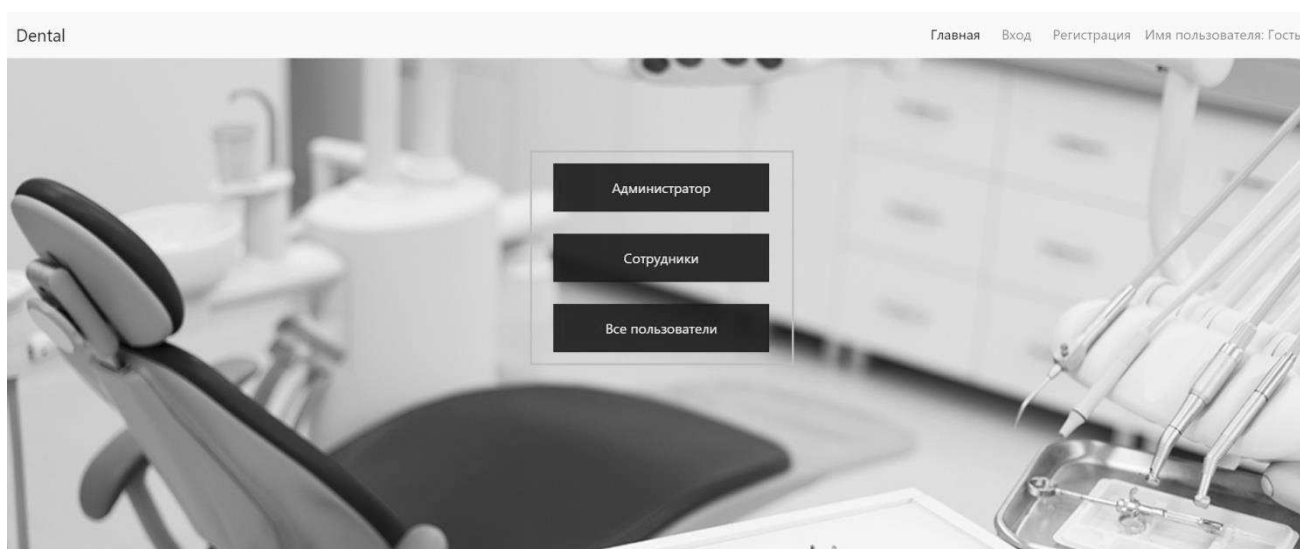 Dental Главная Вход Регистрация Имя пользователя: Гость
Администратор
Сотрудники
Все пользователи